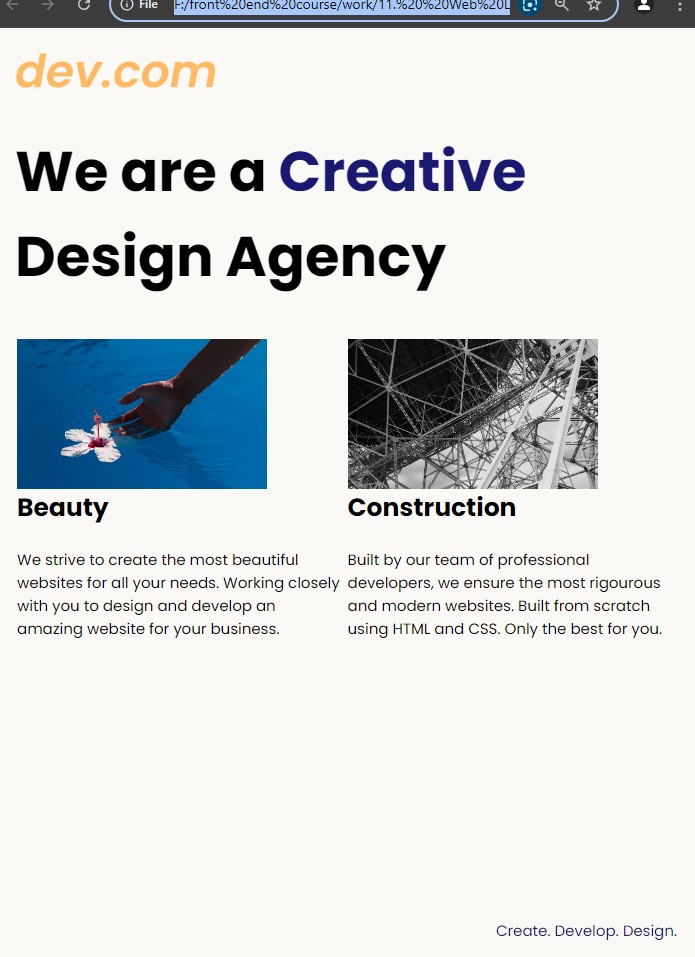 File F:/front%20end%20course/work/11.%20%20Web%20L
dev.com
We are a Creative
Design Agency
Beauty
We strive to create the most beautiful
websites for all your needs. Working closely
with you to design and develop an
amazing website for your business.
Construction
Built by our team of professional
developers, we ensure the most rigourous
and modern websites. Built from scratch
using HTML and CSS. Only the best for you.
Create. Develop. Design.